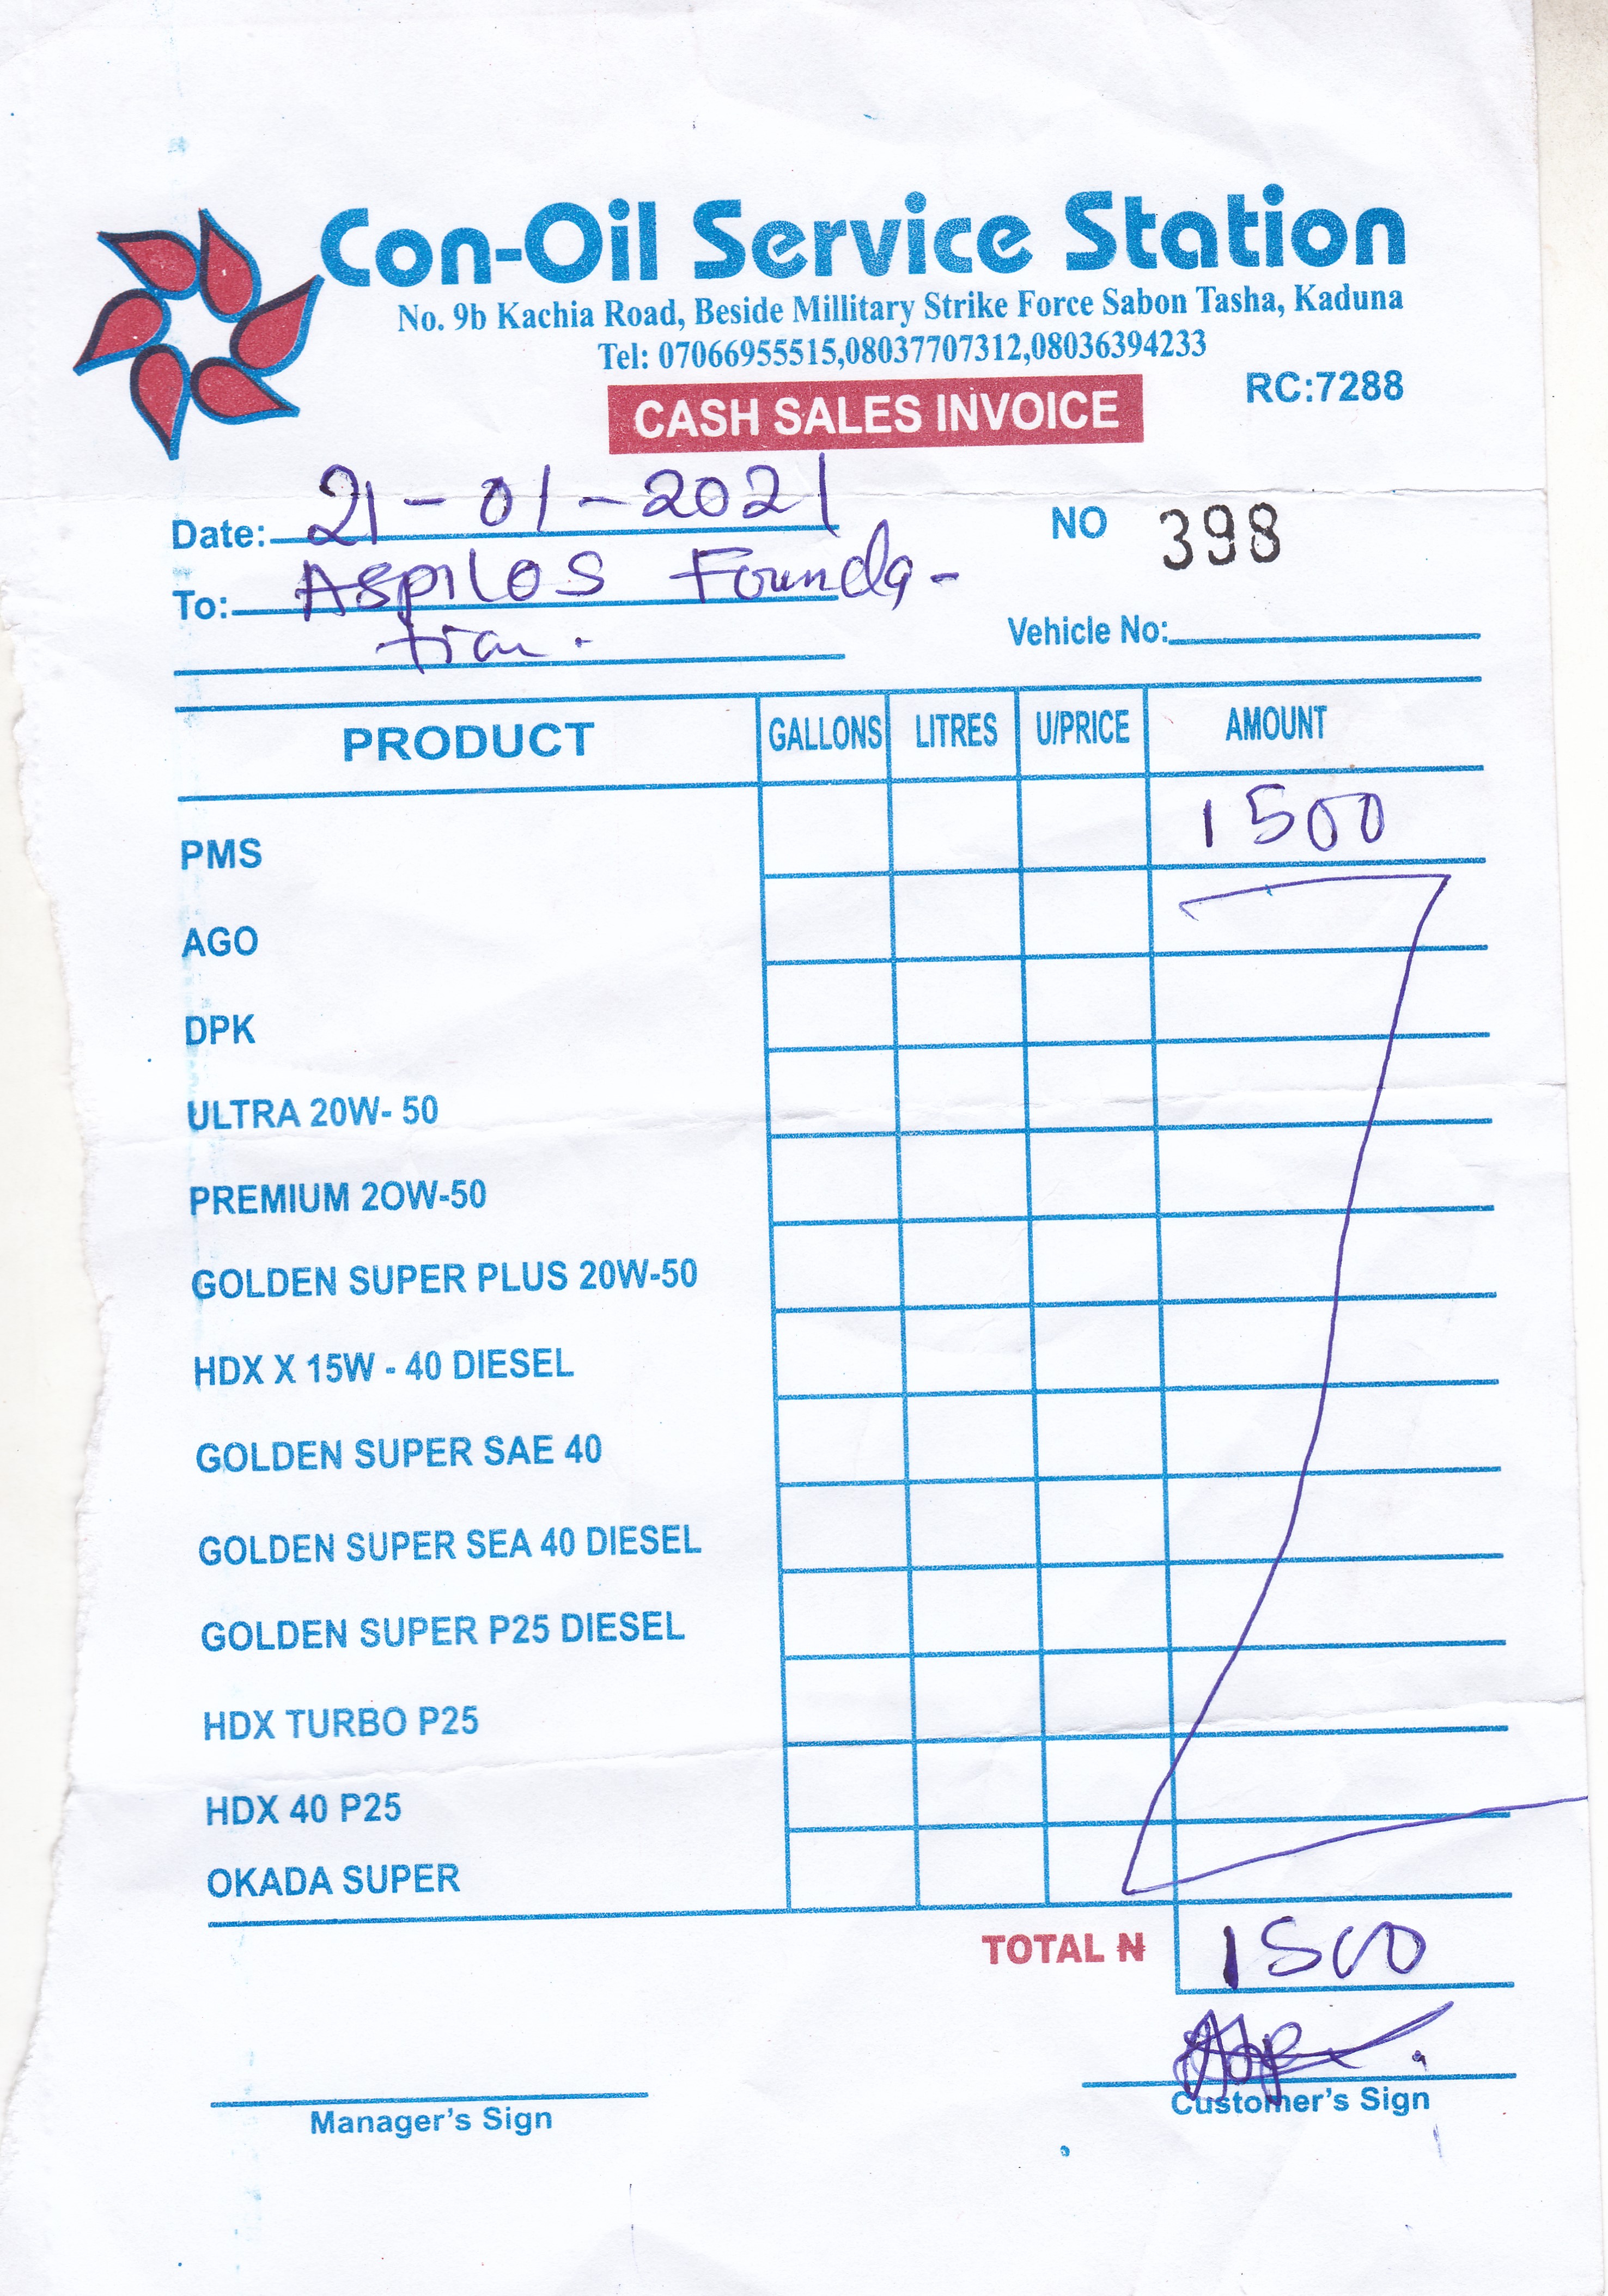 Con-Oil Service Station
No. 9b Kachia Road, Beside Millitary Strike Force Sabon Tasha, Kaduna
Tel: 07066955515,08037707312,08036394233
RC:7288
CASH SALES INVOICE
Date: 21-01-2021
NO 398
To: Aspilos Founda-
tion.
Vehicle No:
PRODUCT GALLONS LITRES U/PRICE AMOUNT
PMS 1500
AGO
DPK
ULTRA 20W- 50
PREMIUM 2OW-50
GOLDEN SUPER PLUS 20W-50
HDX X 15W - 40 DIESEL
GOLDEN SUPER SAE 40
GOLDEN SUPER SEA 40 DIESEL
GOLDEN SUPER P25 DIESEL
HDX TURBO P25
HDX 40 P25
OKADA SUPER
TOTAL ₦ 1500
Manager's Sign
Customer's Sign